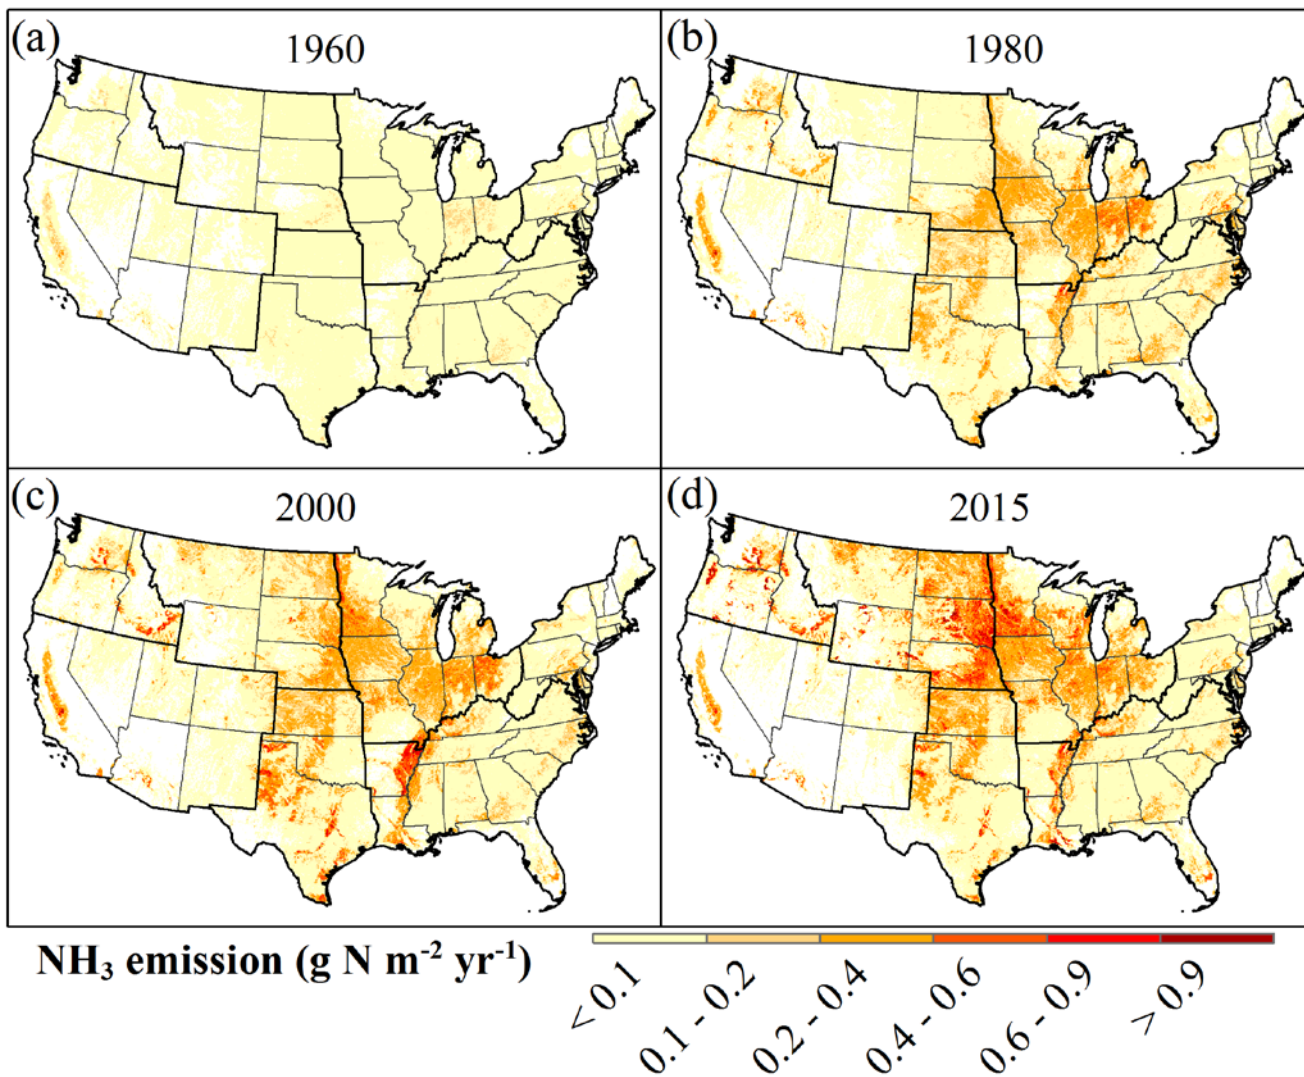 (a) 1960
(b) 1980
(c) 2000
(d) 2015
NH₃ emission (g N m⁻² yr⁻¹)
< 0.1
0.1 - 0.2
0.2 - 0.4
0.4 - 0.6
0.6 - 0.9
> 0.9